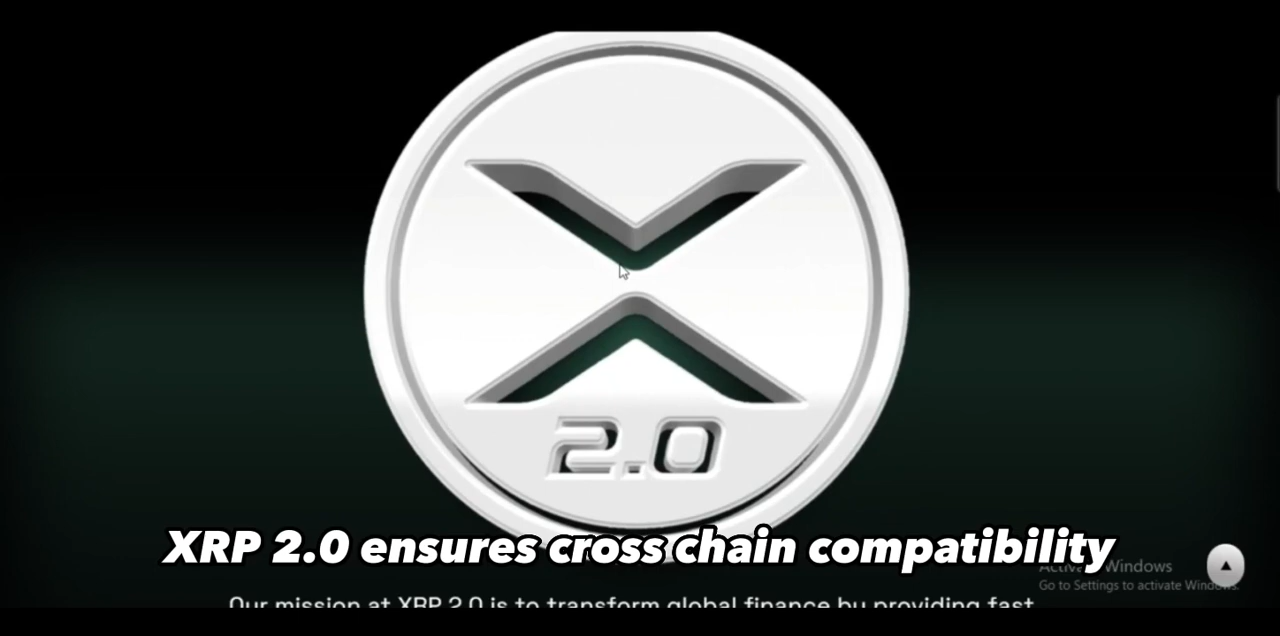 2.0
XRP 2.0 ensures cross chain compatibility
Activate Windows
Go to Settings to activate Windows.
Our mission at XRP 2.0 is to transform global finance by providing fast,